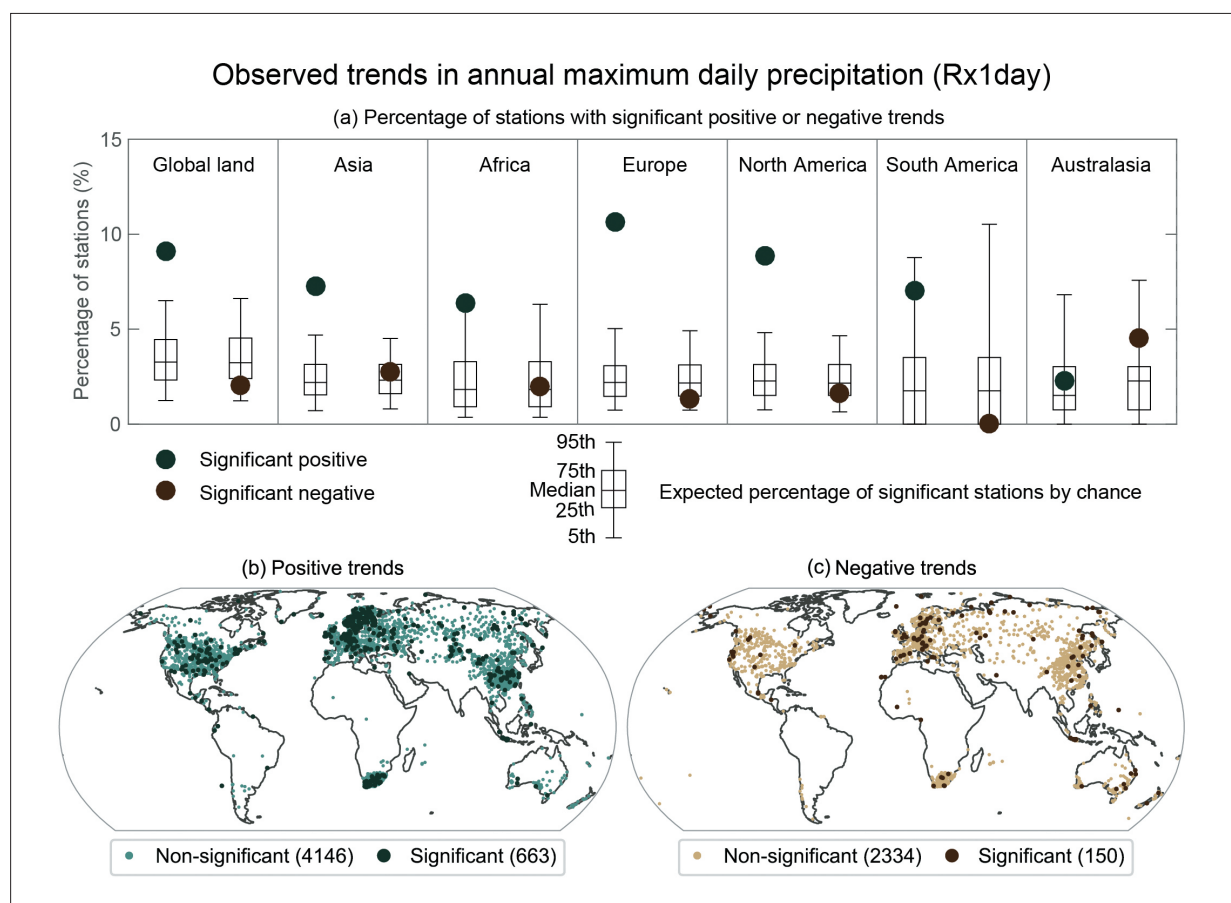 Observed trends in annual maximum daily precipitation (Rx1day)
(a) Percentage of stations with significant positive or negative trends
Percentage of stations (%)
15
10
5
0
Global land
Asia
Africa
Europe
North America
South America
Australasia
Significant positive
Significant negative
95th
75th
Median
25th
5th
Expected percentage of significant stations by chance
(b) Positive trends
Non-significant (4146)
Significant (663)
(c) Negative trends
Non-significant (2334)
Significant (150)